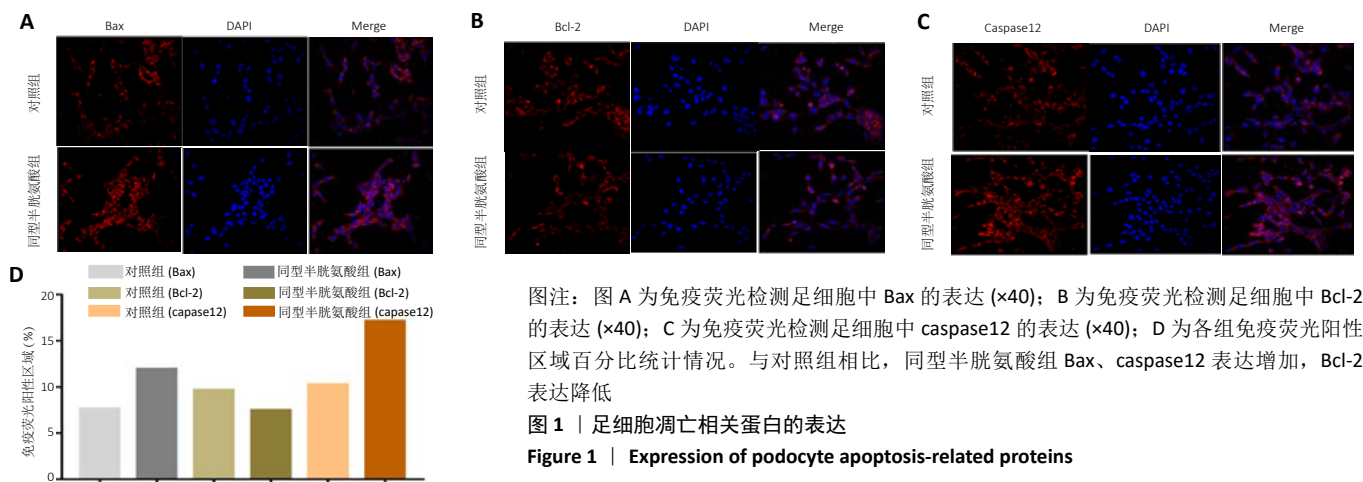 A
Bax DAPI Merge
对照组
同型半胱氨酸组
B
Bcl-2 DAPI Merge
对照组
同型半胱氨酸组
C
Caspase12 DAPI Merge
对照组
同型半胱氨酸组
D
对照组 (Bax) 同型半胱氨酸组 (Bax)
对照组 (Bcl-2) 同型半胱氨酸组 (Bcl-2)
对照组 (capase12) 同型半胱氨酸组 (capase12)
免疫荧光阳性区域 (%)
20
15
10
5
0
图注：图 A 为免疫荧光检测足细胞中 Bax 的表达 (×40)；B 为免疫荧光检测足细胞中 Bcl-2
的表达 (×40)；C 为免疫荧光检测足细胞中 caspase12 的表达 (×40)；D 为各组免疫荧光阳性
区域百分比统计情况。与对照组相比，同型半胱氨酸组 Bax、caspase12 表达增加，Bcl-2
表达降低
图 1 ｜足细胞凋亡相关蛋白的表达
Figure 1 ｜ Expression of podocyte apoptosis-related proteins